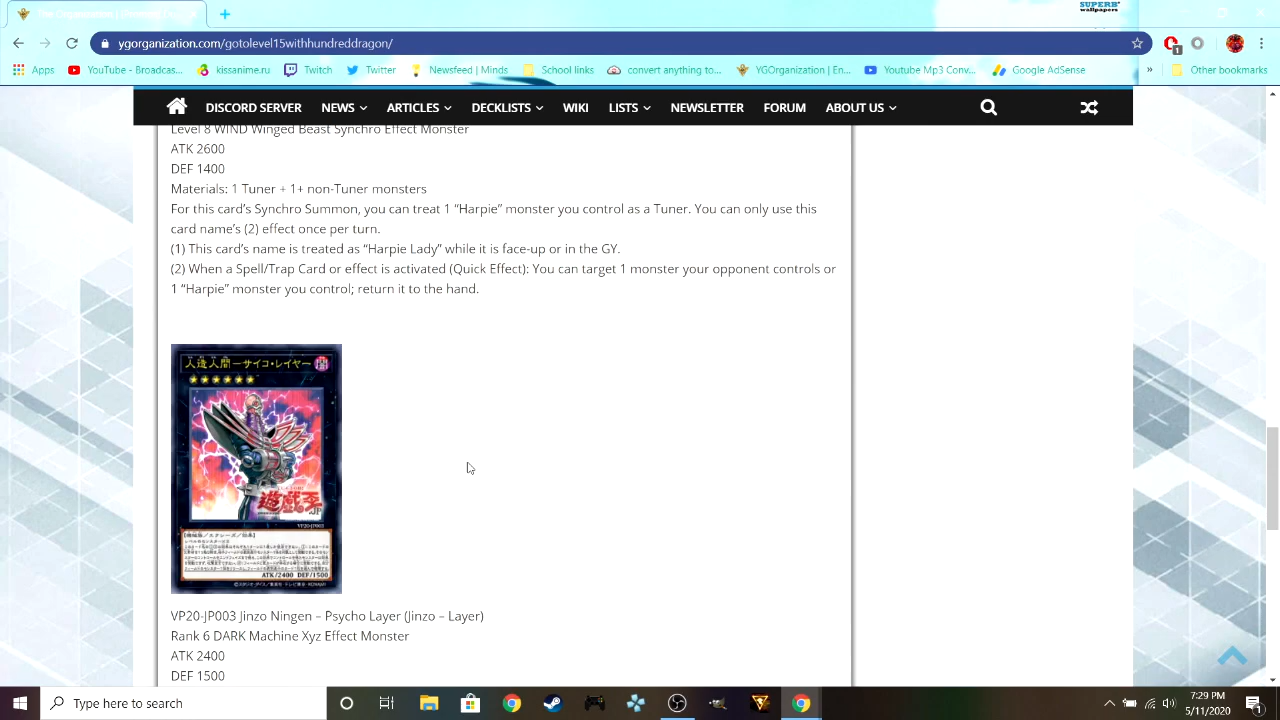 SUPERB
wallpapers
ygorganization.com/gotolevel15withhundreddragon/
1
Apps
YouTube - Broadcas...
kissanime.ru
Twitch
Twitter
Newsfeed | Minds
School links
convert anything to...
YGOrganization | En...
Youtube Mp3 Conv...
Google AdSense
»
Other bookmarks
DISCORD SERVER
NEWS
ARTICLES
DECKLISTS
WIKI
LISTS
NEWSLETTER
FORUM
ABOUT US
Level 8 WIND Winged Beast Synchro Effect Monster
ATK 2600
DEF 1400
Materials: 1 Tuner + 1+ non-Tuner monsters
For this card’s Synchro Summon, you can treat 1 “Harpie” monster you control as a Tuner. You can only use this
card name’s (2) effect once per turn.
(1) This card’s name is treated as “Harpie Lady” while it is face-up or in the GY.
(2) When a Spell/Trap Card or effect is activated (Quick Effect): You can target 1 monster your opponent controls or
1 “Harpie” monster you control; return it to the hand.
人造人間－サイコ・レイヤー
闇
遊戯王
.JP
VP20-JP003
ATK/2400 DEF/1500
VP20-JP003 Jinzo Ningen – Psycho Layer (Jinzo – Layer)
Rank 6 DARK Machine Xyz Effect Monster
ATK 2400
DEF 1500
Type here to search
7:29 PM
5/11/2020